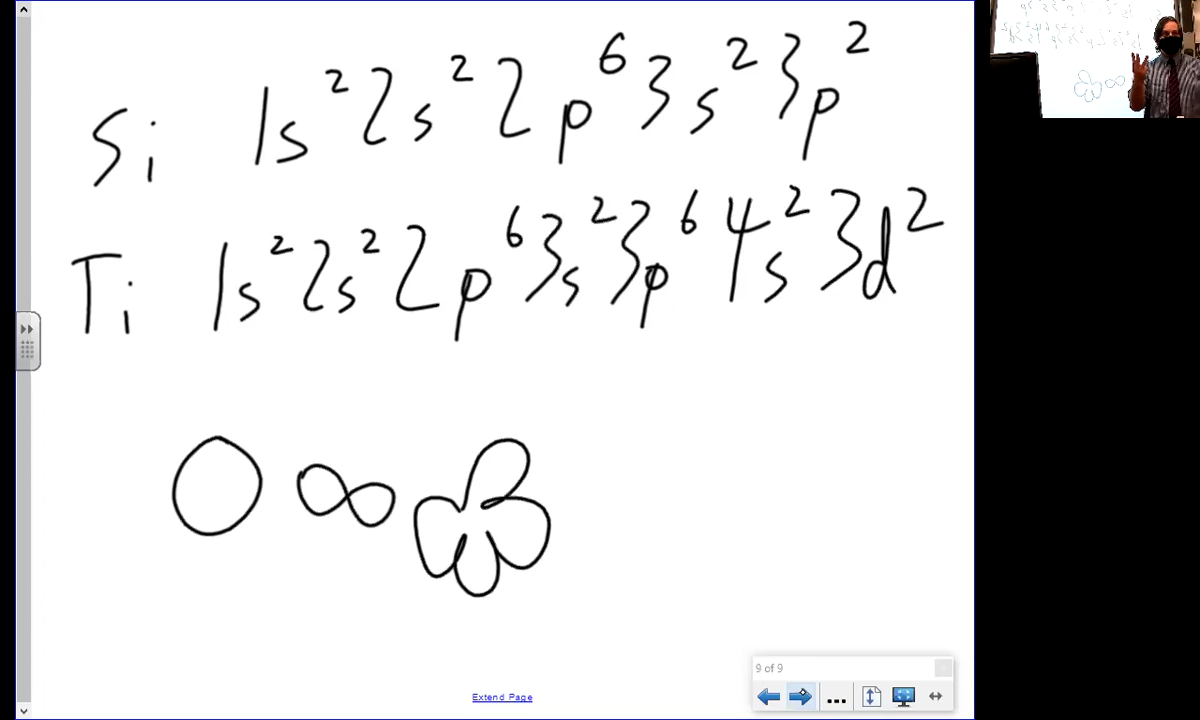 Si 1s²2s²2p⁶3s²3p²
Ti 1s²2s²2p⁶3s²3p⁶4s²3d²
9 of 9
Extend Page